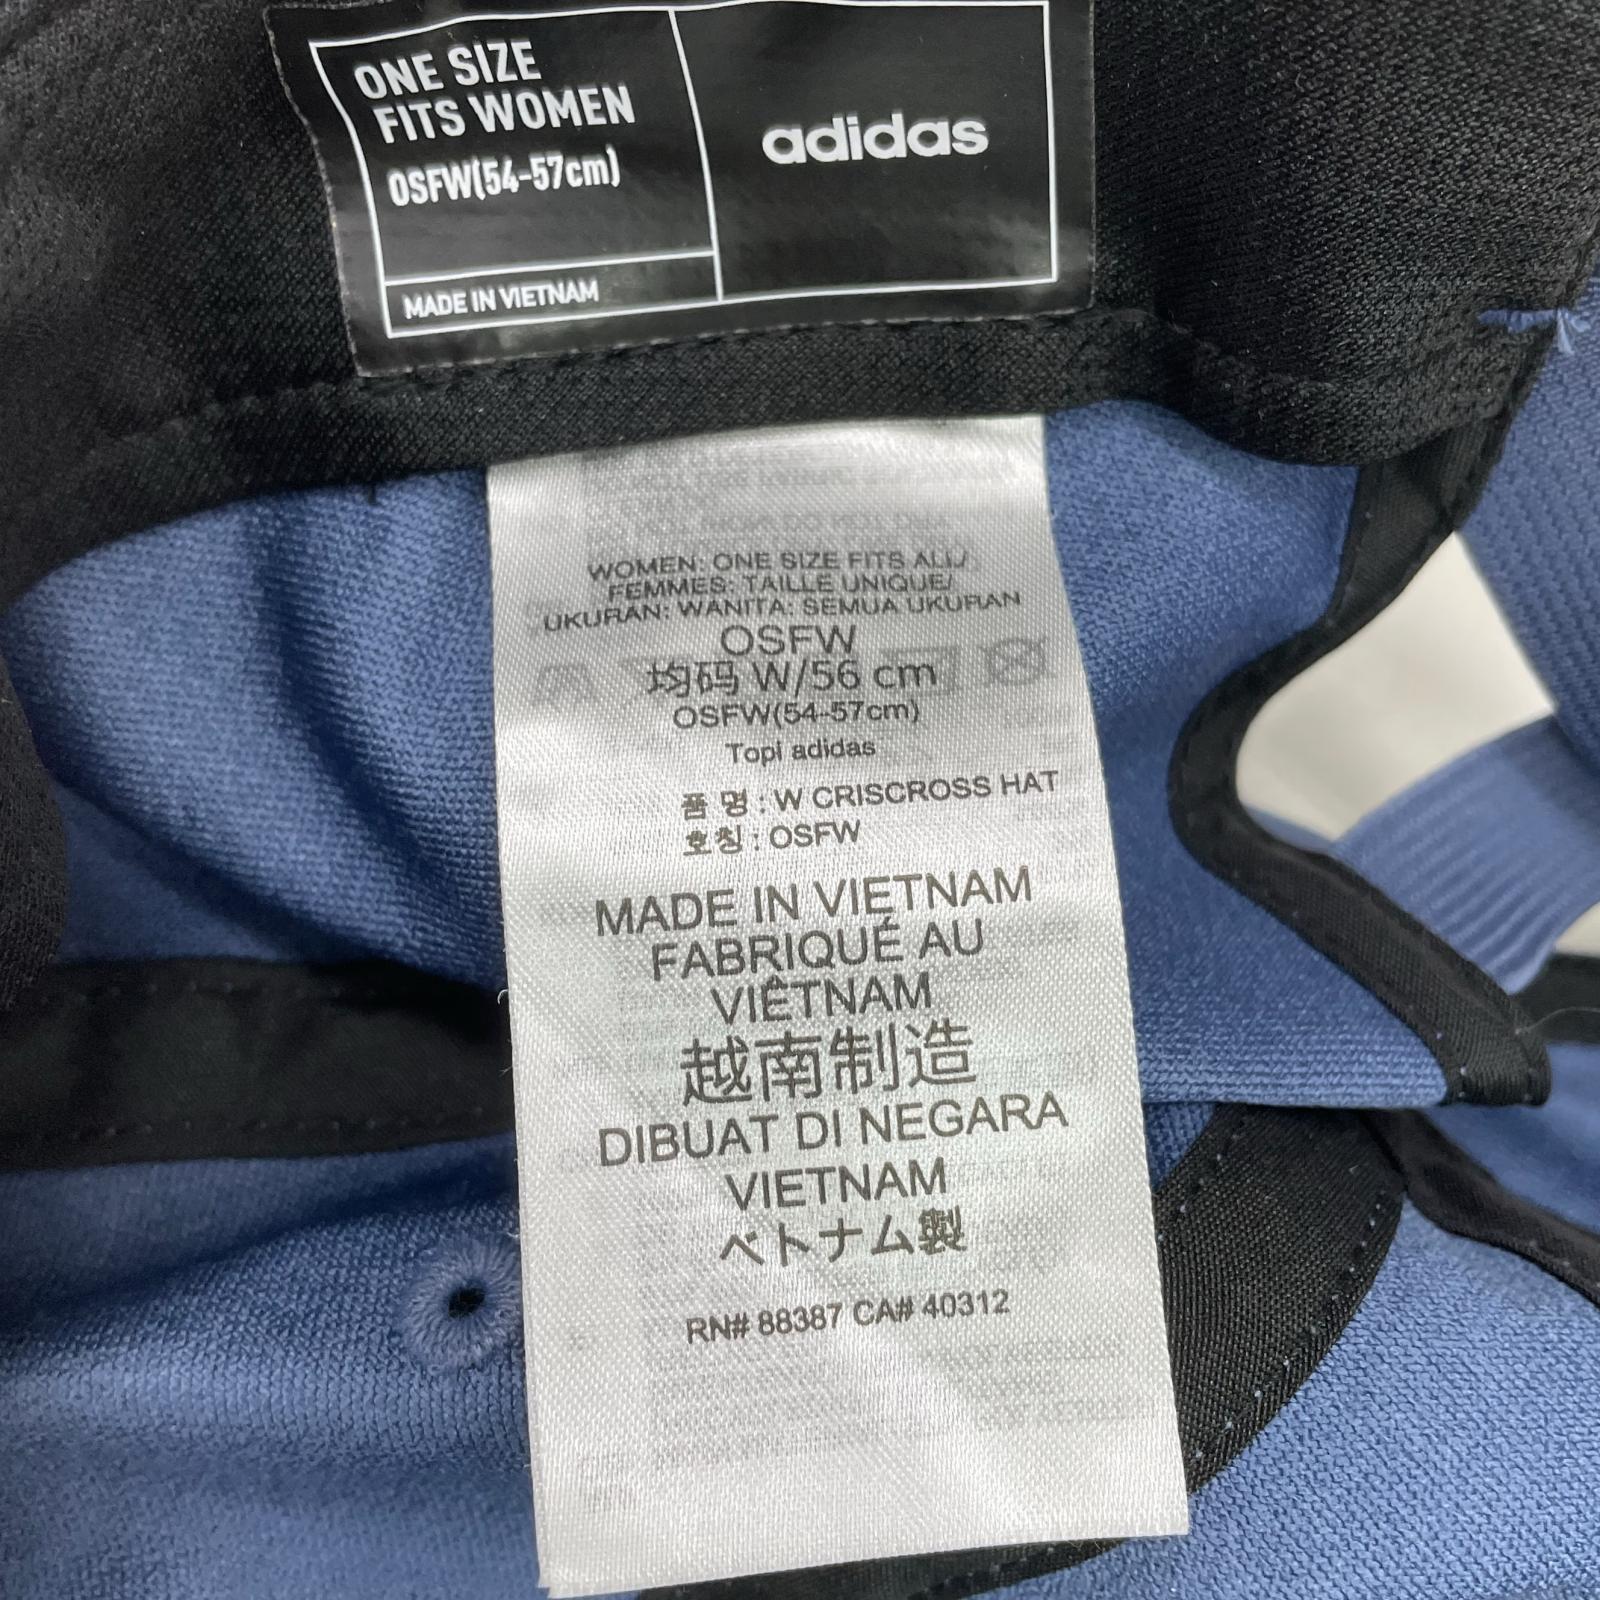 ONE SIZE
FITS WOMEN
OSFW(54-57cm)
MADE IN VIETNAM
adidas
WOMEN: ONE SIZE FITS ALL/
FEMMES: TAILLE UNIQUE/
UKURAN: WANITA: SEMUA UKURAN
OSFW
均码 W/56 cm
OSFW(54-57cm)
Topi adidas
품 명 : W CRISCROSS HAT
호칭 : OSFW
MADE IN VIETNAM
FABRIQUÉ AU
VIÊTNAM
越南制造
DIBUAT DI NEGARA
VIETNAM
ベトナム製
RN# 88387 CA# 40312